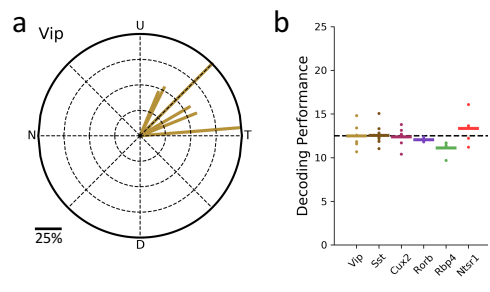 a
Vip
U
N
T
D
25%
b
Decoding Performance
25
20
15
10
5
0
Vip
Sst
Cux2
Rorb
Rbp4
Ntsr1